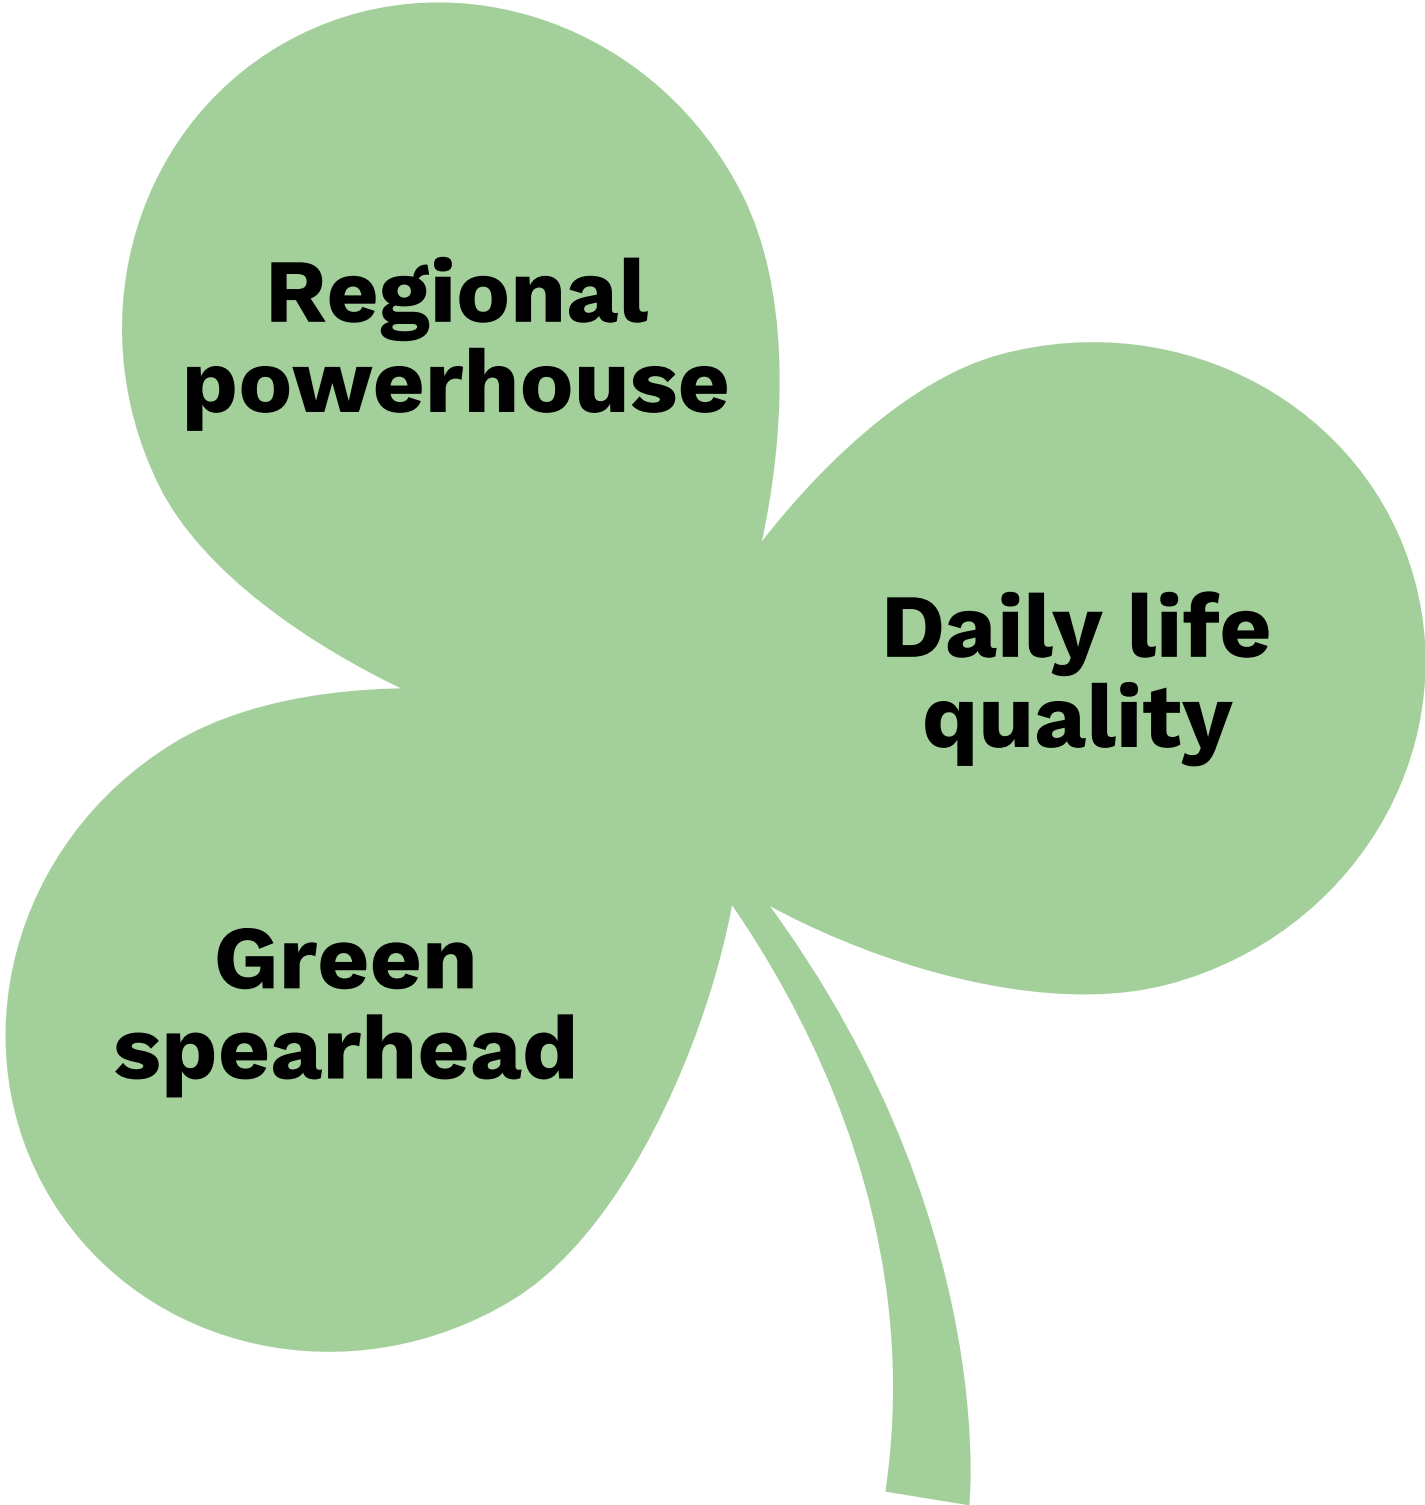 Regional
powerhouse
Daily life
quality
Green
spearhead